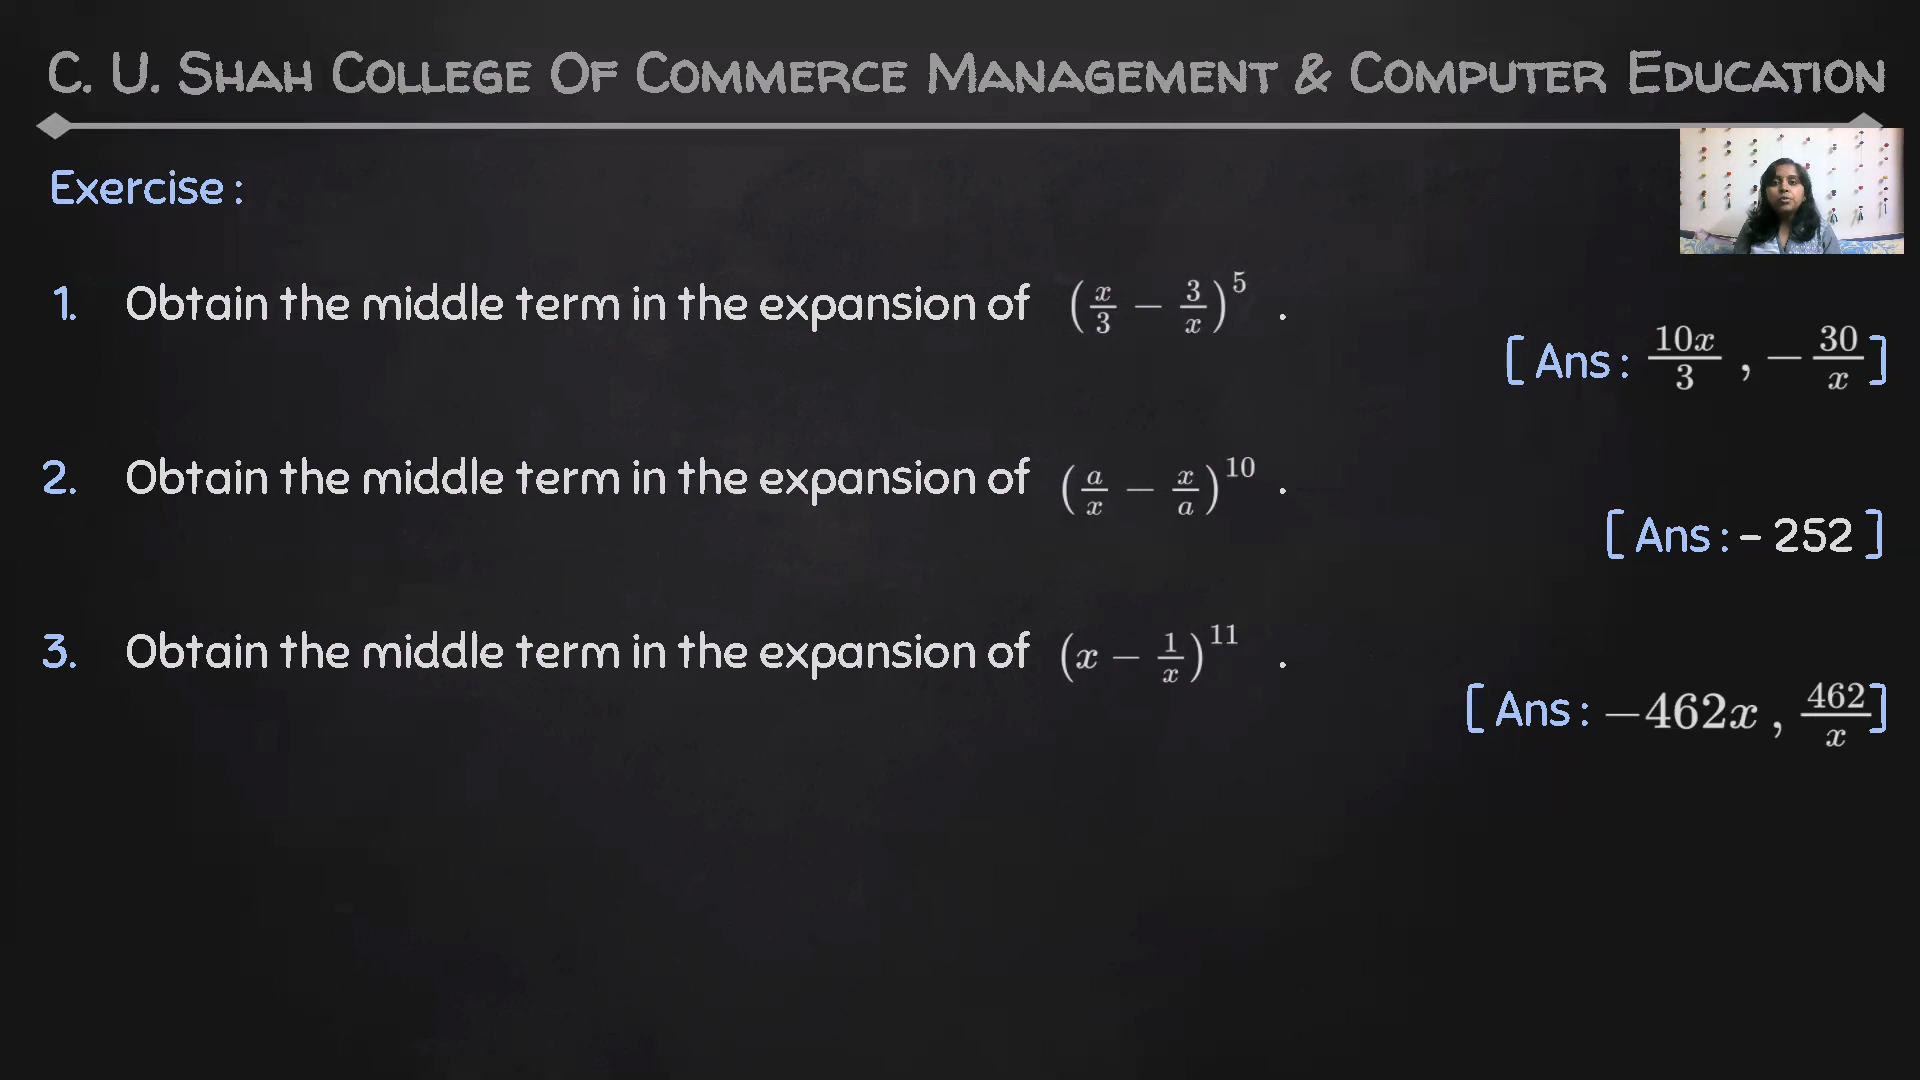 C. U. SHAH COLLEGE OF COMMERCE MANAGEMENT & COMPUTER EDUCATION
Exercise :
1. Obtain the middle term in the expansion of (x/3 − 3/x)^5 .
[ Ans : 10x/3 , − 30/x ]
2. Obtain the middle term in the expansion of (a/x − x/a)^10 .
[ Ans : – 252 ]
3. Obtain the middle term in the expansion of (x − 1/x)^11 .
[ Ans : −462x , 462/x ]